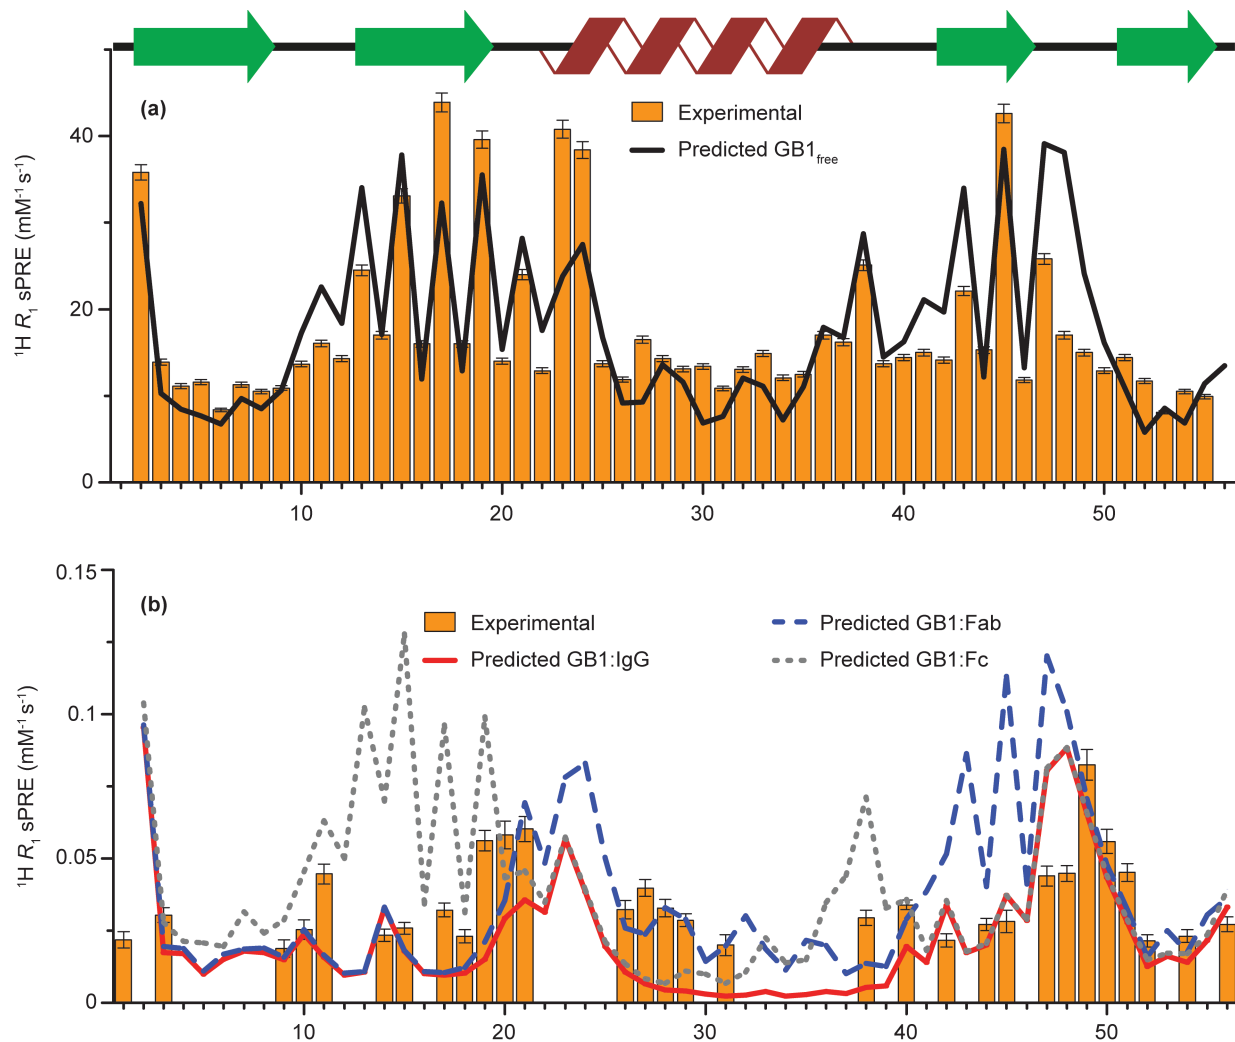 (a)
Experimental
Predicted GB1free
¹H R₁ sPRE (mM⁻¹ s⁻¹)
40
20
0
10 20 30 40 50
(b)
Experimental
Predicted GB1:Fab
Predicted GB1:IgG
Predicted GB1:Fc
¹H R₁ sPRE (mM⁻¹ s⁻¹)
0.15
0.1
0.05
0
10 20 30 40 50